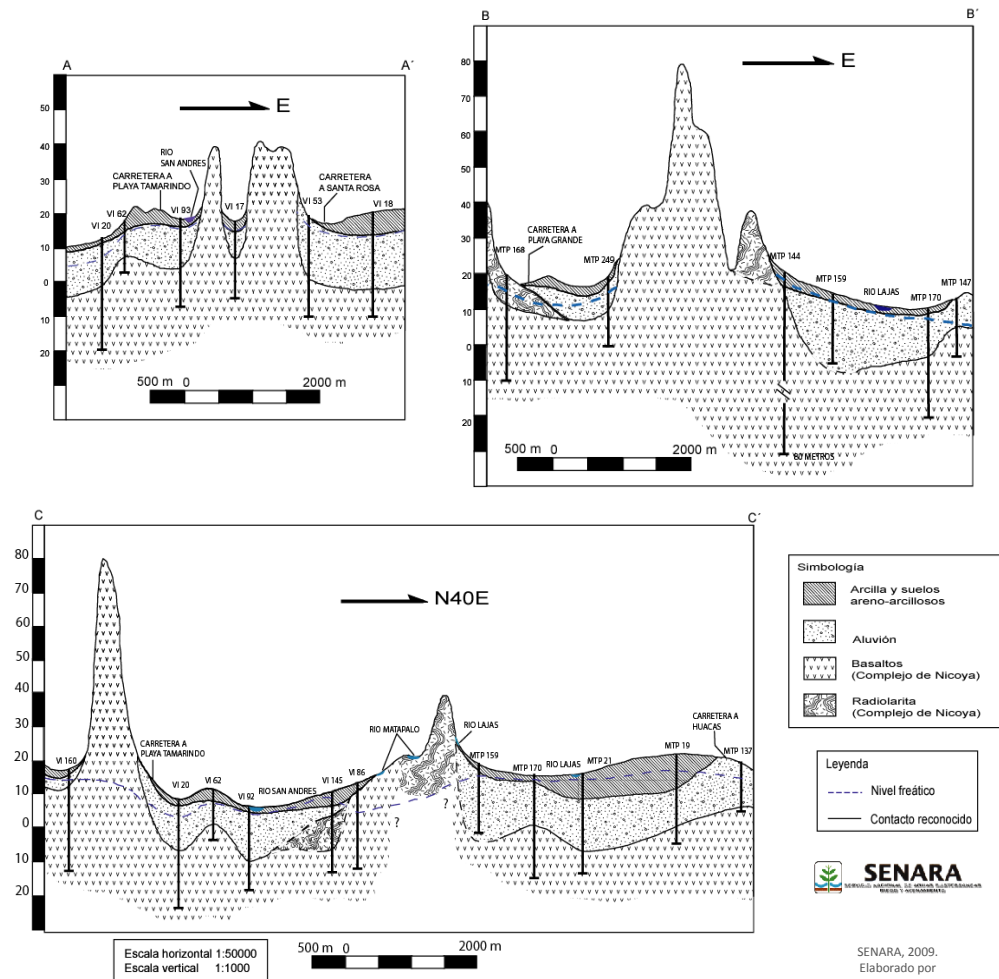 A
A´
E
50
40
30
20
10
0
10
20
RIO
SAN ANDRES
CARRETERA A
PLAYA TAMARINDO
CARRETERA
A SANTA ROSA
VI 20
VI 62
VI 93
VI 17
VI 53
VI 18
500 m 0 2000 m
B
B´
E
80
70
60
50
40
30
20
10
0
10
20
CARRETERA A
PLAYA GRANDE
MTP 168
MTP 249
MTP 144
MTP 159
RIO LAJAS
MTP 170
MTP 147
80 METROS
500 m 0 2000 m
C
C´
N40E
80
70
60
50
40
30
20
10
0
10
20
VI 160
CARRETERA A
PLAYA TAMARINDO
VI 20
VI 62
VI 92
RIO SAN ANDRES
VI 145
VI 86
RIO MATAPALO
RIO LAJAS
MTP 159
MTP 170
RIO LAJAS
MTP 21
MTP 19
CARRETERA A
HUACAS
MTP 137
?
?
Escala horizontal 1:50000
Escala vertical 1:1000
500 m 0 2000 m
Simbología
Arcilla y suelos
areno-arcillosos
Aluvión
Basaltos
(Complejo de Nicoya)
Radiolarita
(Complejo de Nicoya)
Leyenda
Nivel freático
Contacto reconocido
SENARA
SERVICIO NACIONAL DE AGUAS SUBTERRANEAS
RIEGO Y AVENAMIENTO
SENARA, 2009.
Elaborado por